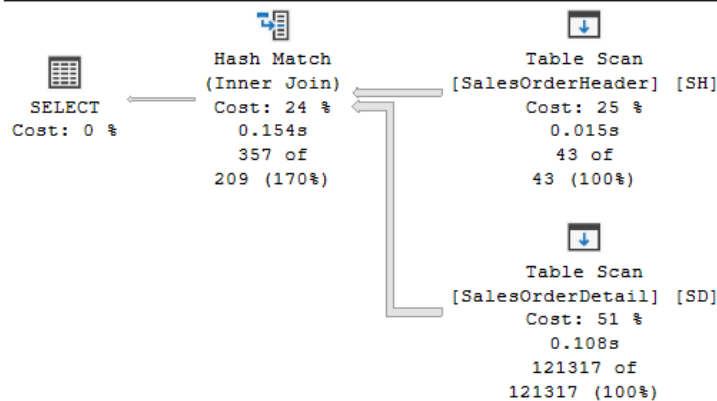 SELECT
Cost: 0 %
Hash Match
(Inner Join)
Cost: 24 %
0.154s
357 of
209 (170%)
Table Scan
[SalesOrderHeader] [SH]
Cost: 25 %
0.015s
43 of
43 (100%)
Table Scan
[SalesOrderDetail] [SD]
Cost: 51 %
0.108s
121317 of
121317 (100%)